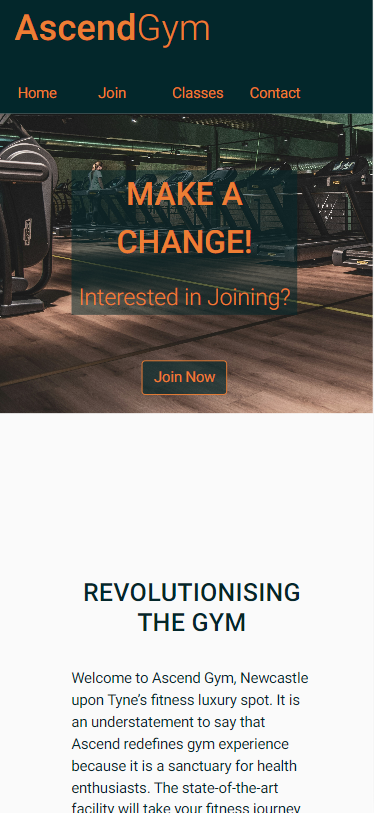 AscendGym
Home Join Classes Contact
MAKE A
CHANGE!
Interested in Joining?
Join Now
REVOLUTIONISING
THE GYM
Welcome to Ascend Gym, Newcastle
upon Tyne's fitness luxury spot. It is
an understatement to say that
Ascend redefines gym experience
because it is a sanctuary for health
enthusiasts. The state-of-the-art
facility will take your fitness journey